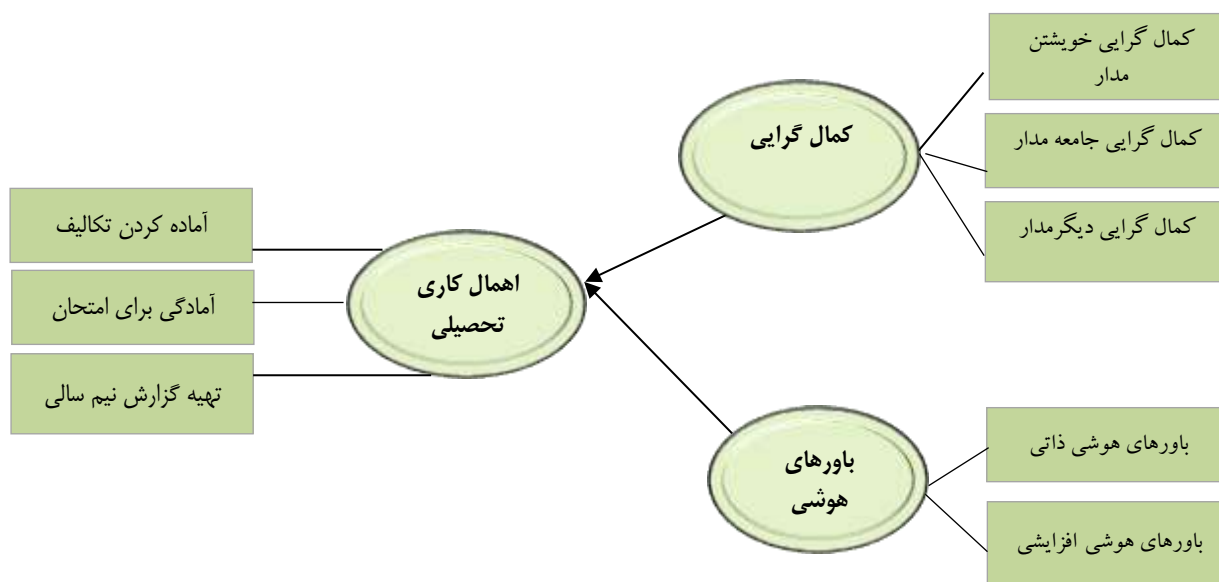 کمال گرایی خویشتن
مدار
کمال گرایی جامعه مدار
کمال گرایی دیگرمدار
کمال گرایی
باورهای
هوشی
باورهای هوشی ذاتی
باورهای هوشی افزایشی
اهمال کاری
تحصیلی
آماده کردن تکالیف
آمادگی برای امتحان
تهیه گزارش نیم سالی